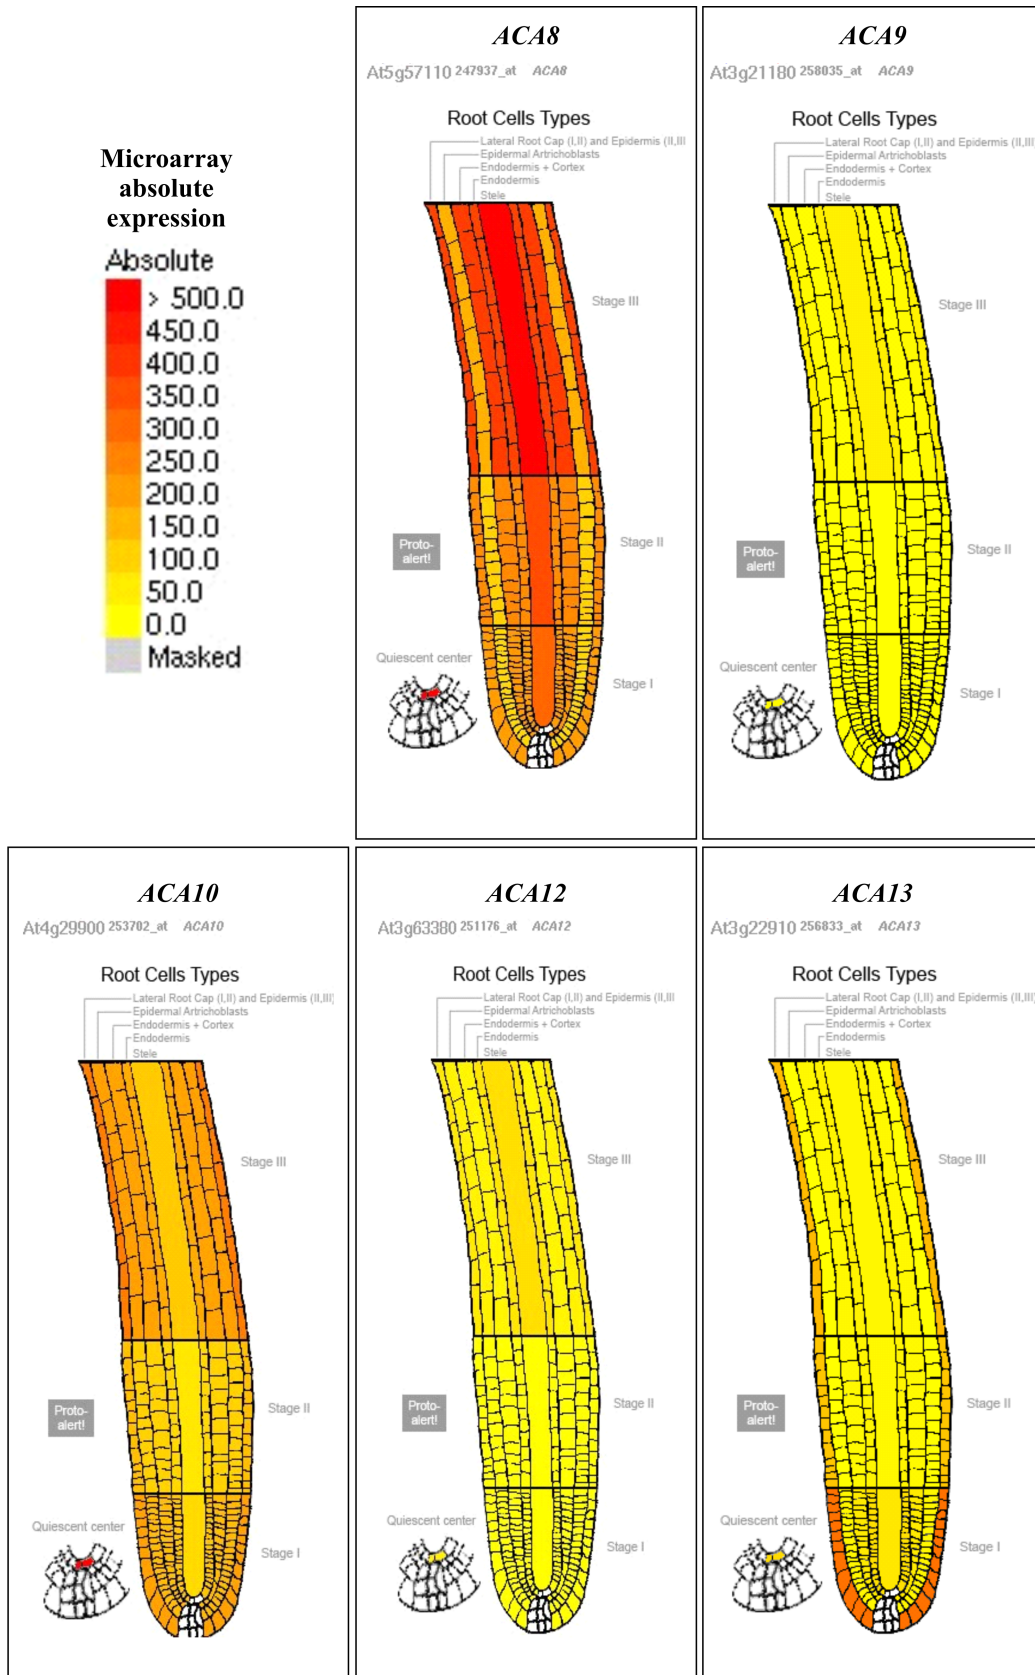 Microarray
absolute
expression
Absolute
> 500.0
450.0
400.0
350.0
300.0
250.0
200.0
150.0
100.0
50.0
0.0
Masked
ACA8
At5g57110 247937_at ACA8
Root Cells Types
Lateral Root Cap (I,II) and Epidermis (II,III
Epidermal Artrichoblasts
Endodermis + Cortex
Endodermis
Stele
Stage III
Proto-
alert!
Stage II
Quiescent center
Stage I
ACA9
At3g21180 258035_at ACA9
Root Cells Types
Lateral Root Cap (I,II) and Epidermis (II,III
Epidermal Artrichoblasts
Endodermis + Cortex
Endodermis
Stele
Stage III
Proto-
alert!
Stage II
Quiescent center
Stage I
ACA10
At4g29900 253702_at ACA10
Root Cells Types
Lateral Root Cap (I,II) and Epidermis (II,III)
Epidermal Artrichoblasts
Endodermis + Cortex
Endodermis
Stele
Stage III
Proto-
alert!
Stage II
Quiescent center
Stage I
ACA12
At3g63380 251176_at ACA12
Root Cells Types
Lateral Root Cap (I,II) and Epidermis (II,III
Epidermal Artrichoblasts
Endodermis + Cortex
Endodermis
Stele
Stage III
Proto-
alert!
Stage II
Quiescent center
Stage I
ACA13
At3g22910 256833_at ACA13
Root Cells Types
Lateral Root Cap (I,II) and Epidermis (II,III)
Epidermal Artrichoblasts
Endodermis + Cortex
Endodermis
Stele
Stage III
Proto-
alert!
Stage II
Quiescent center
Stage I